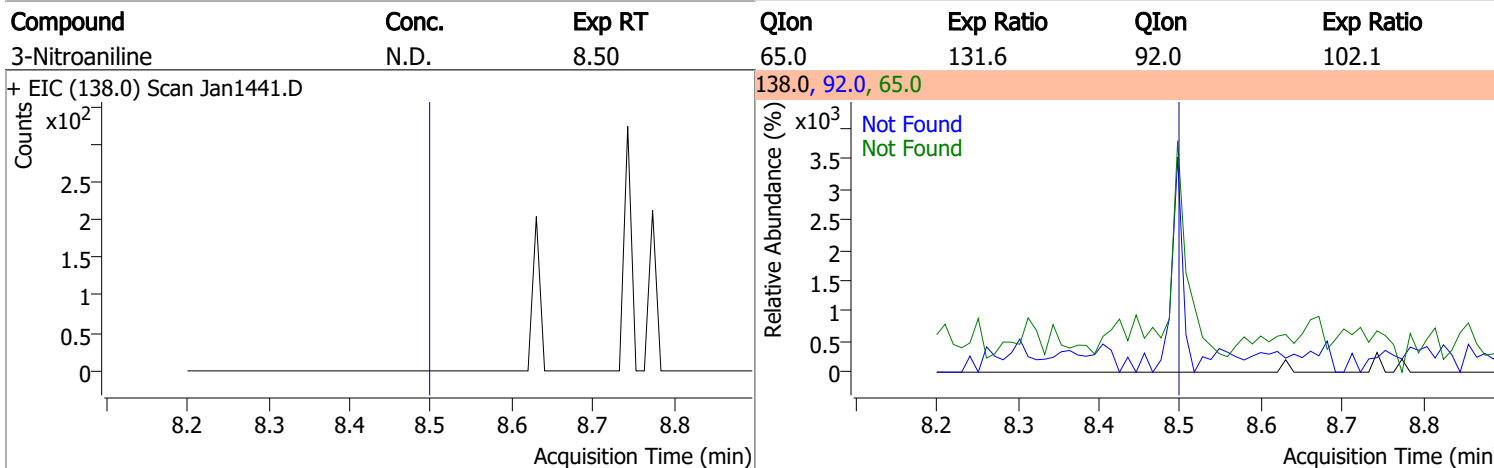 Compound Conc. Exp RT QIon Exp Ratio QIon Exp Ratio
3-Nitroaniline N.D. 8.50 65.0 131.6 92.0 102.1
+ EIC (138.0) Scan Jan1441.D
Counts
x10²
2.5
2
1.5
1
0.5
0
8.2 8.3 8.4 8.5 8.6 8.7 8.8
Acquisition Time (min)
138.0, 92.0, 65.0
Relative Abundance (%)
x10³
Not Found
Not Found
3.5
3
2.5
2
1.5
1
0.5
0
8.2 8.3 8.4 8.5 8.6 8.7 8.8
Acquisition Time (min